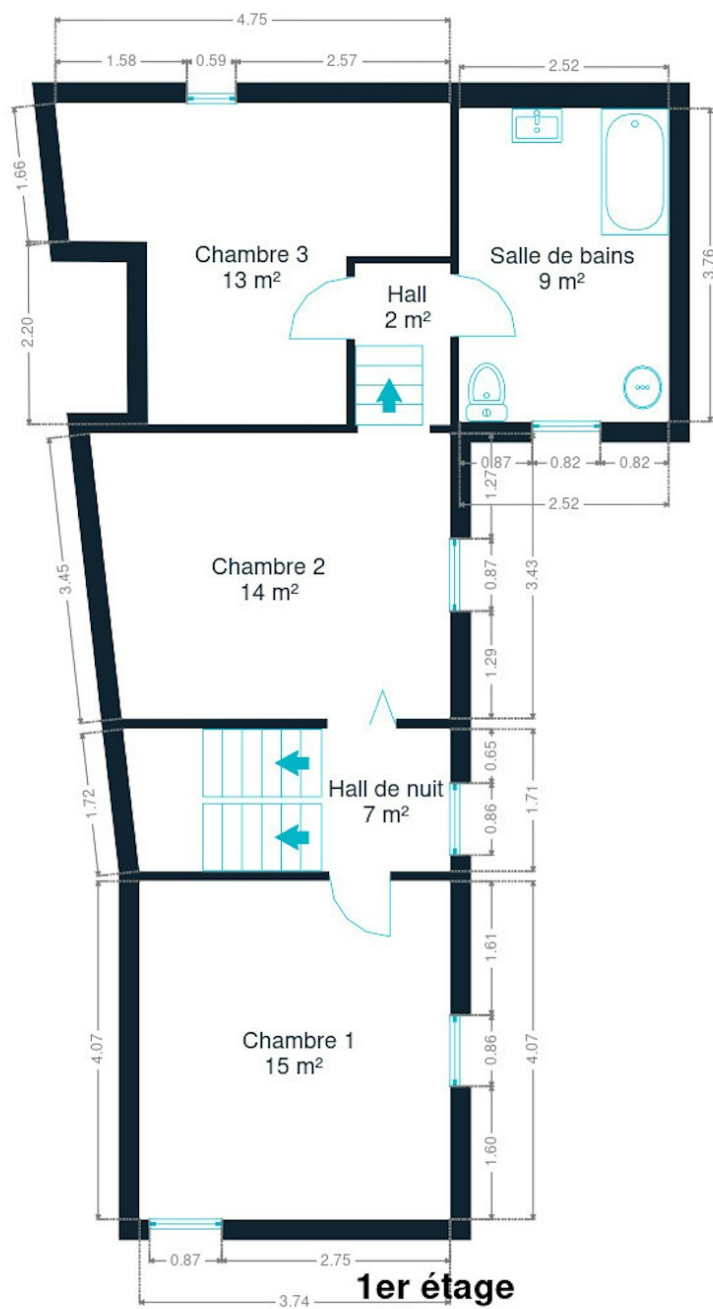 4.75
1.58
0.59
2.57
2.52
1.66
Chambre 3
13 m²
Hall
2 m²
Salle de bains
9 m²
3.76
2.20
0.87
0.82
0.82
2.52
1.27
3.45
Chambre 2
14 m²
0.87
3.43
1.29
1.72
Hall de nuit
7 m²
0.65
0.86
1.71
4.07
Chambre 1
15 m²
1.61
0.86
4.07
1.60
0.87
2.75
3.74
1er étage